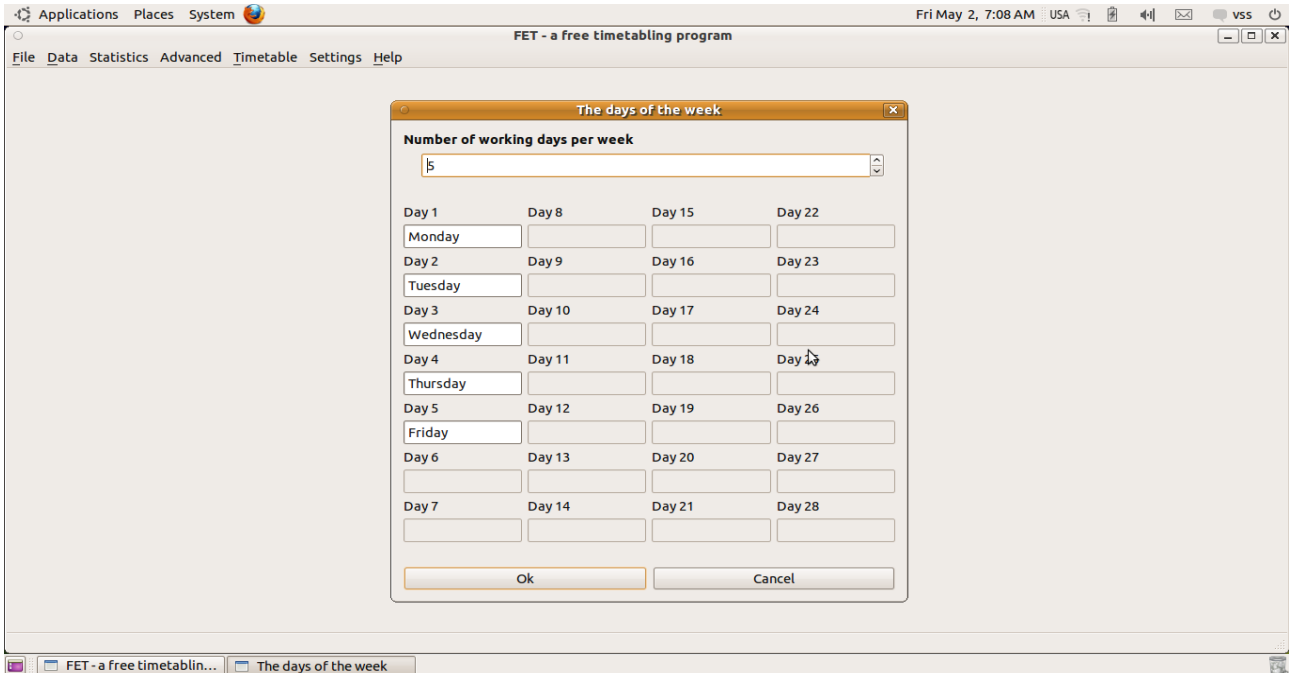 Applications Places System Fri May 2, 7:08 AM USA vss
FET - a free timetabling program
File Data Statistics Advanced Timetable Settings Help
The days of the week
Number of working days per week
5
Day 1 Day 8 Day 15 Day 22
Monday
Day 2 Day 9 Day 16 Day 23
Tuesday
Day 3 Day 10 Day 17 Day 24
Wednesday
Day 4 Day 11 Day 18 Day 25
Thursday
Day 5 Day 12 Day 19 Day 26
Friday
Day 6 Day 13 Day 20 Day 27
Day 7 Day 14 Day 21 Day 28
Ok Cancel
FET - a free timetablin... The days of the week